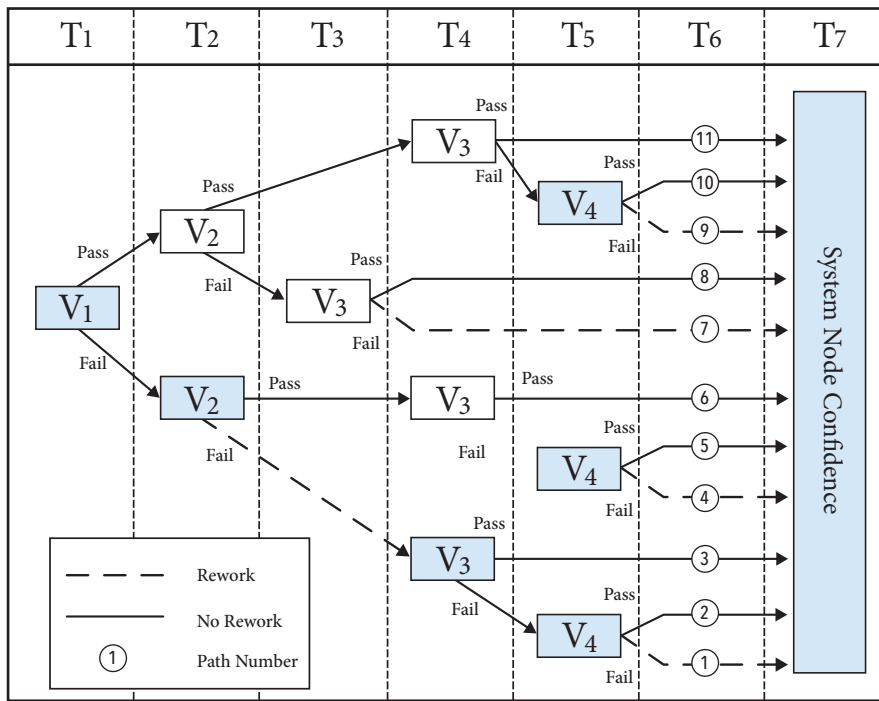 T1 T2 T3 T4 T5 T6 T7
Pass
V3
11
Pass
Fail
10
Pass
V4
V2
9
Fail
Pass
Pass
Fail
8
V3
V1
7
Fail
Fail
Pass
Pass
V2
V3
6
Pass
5
Fail
Fail
V4
4
Fail
Pass
V3
3
Rework
Fail
Pass
2
No Rework
V4
1
Path Number
1
Fail
System Node Confidence